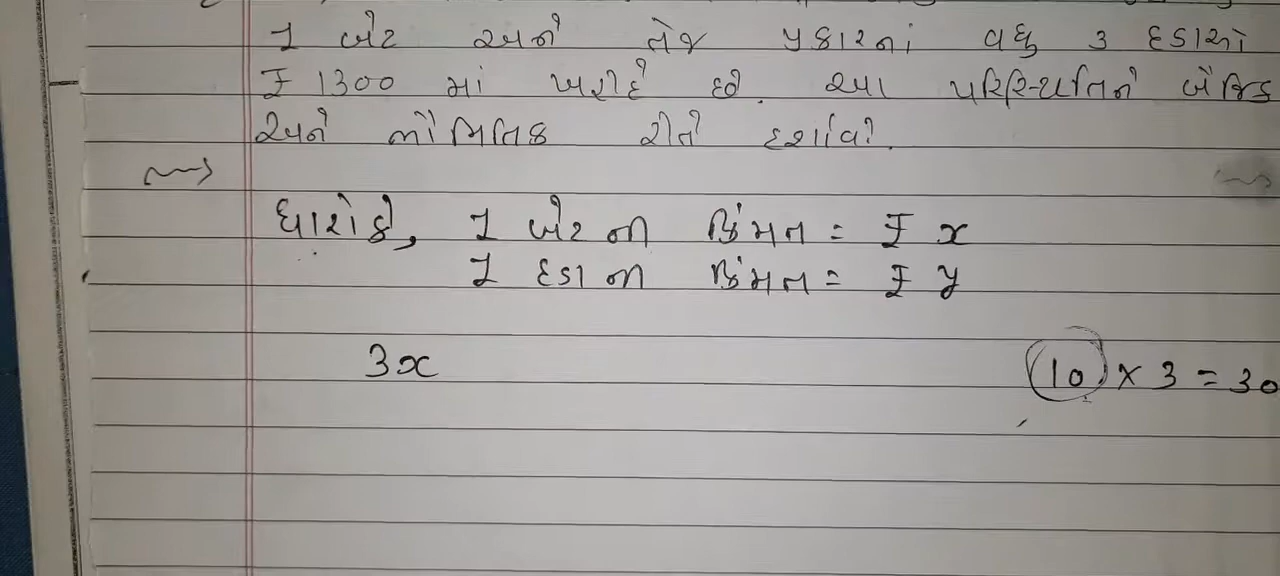 1 બેટ અને તેજ પ્રકારનાં વધુ 3 દડાઓ
₹ 1300 માં ખરીદે છે. આ પરિસ્થિતિને બૈજિક
અને ભૌમિતિક રીતે દર્શાવો.
ધારોકે, 1 બેટ ની કિંમત = ₹ x
1 દડા ની કિંમત = ₹ y
3x
10 × 3 = 30